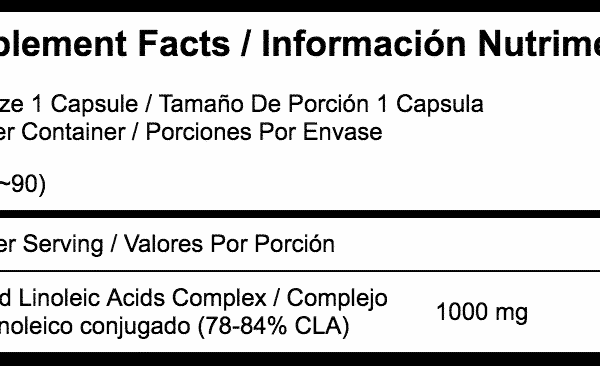 plement Facts / Información Nutrime
ze 1 Capsule / Tamaño De Porción 1 Capsula
er Container / Porciones Por Envase
~90)
er Serving / Valores Por Porción
d Linoleic Acids Complex / Complejo
noleico conjugado (78-84% CLA)
1000 mg